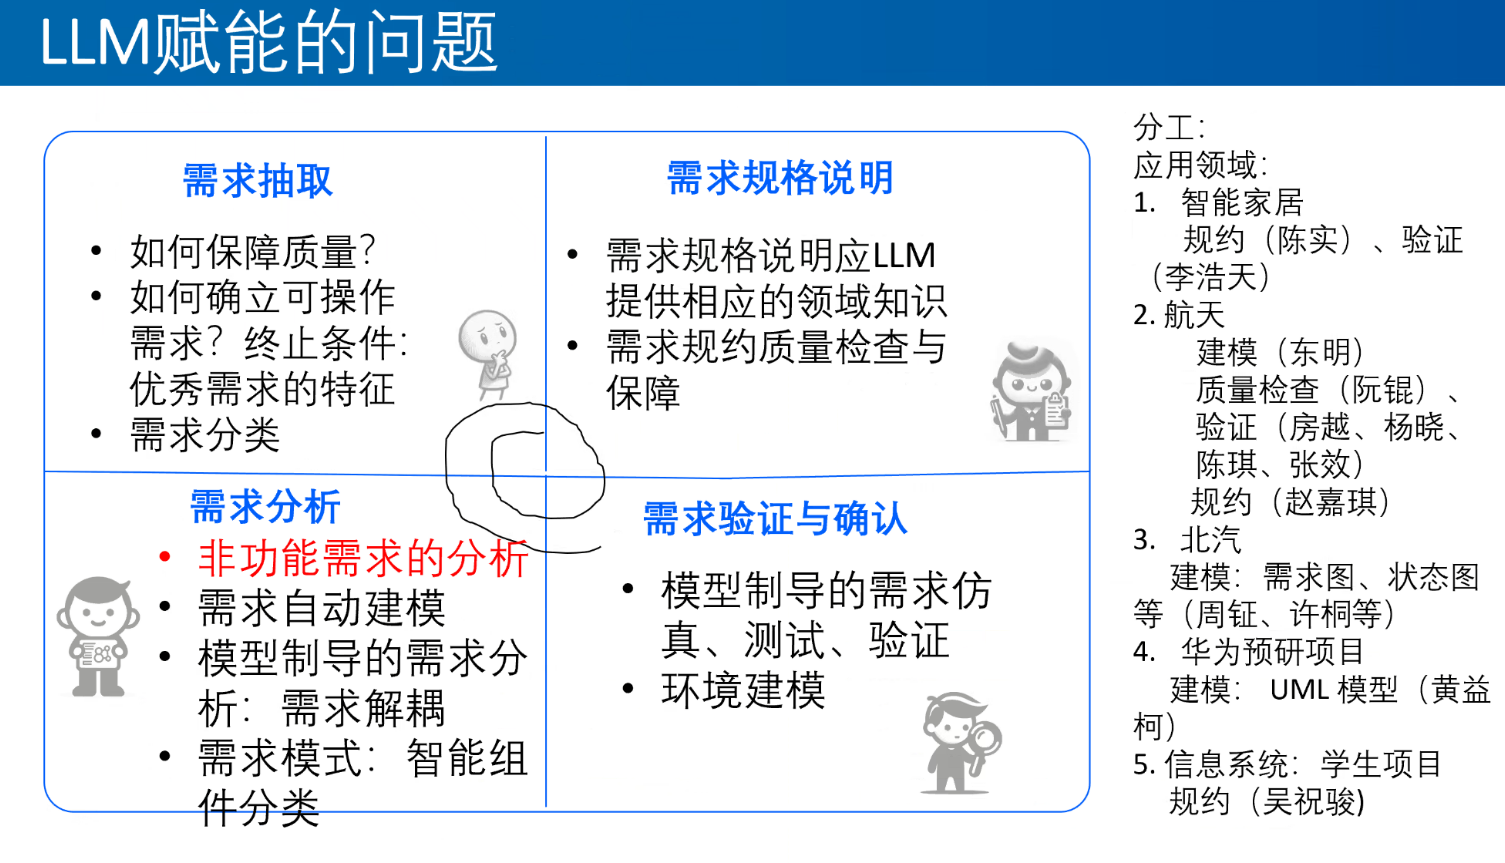 LLM赋能的问题
需求抽取
• 如何保障质量？
• 如何确立可操作
需求？终止条件：
优秀需求的特征
• 需求分类
需求规格说明
• 需求规格说明应LLM
提供相应的领域知识
• 需求规约质量检查与
保障
需求分析
• 非功能需求的分析
• 需求自动建模
• 模型制导的需求分
析：需求解耦
• 需求模式：智能组
件分类
需求验证与确认
• 模型制导的需求仿
真、测试、验证
• 环境建模
分工：
应用领域：
1. 智能家居
规约（陈实）、验证
（李浩天）
2. 航天
建模（东明）
质量检查（阮锟）、
验证（房越、杨晓、
陈琪、张效）
规约（赵嘉琪）
3. 北汽
建模：需求图、状态图
等（周钲、许桐等）
4. 华为预研项目
建模： UML 模型（黄益
柯）
5. 信息系统：学生项目
规约（吴祝骏)